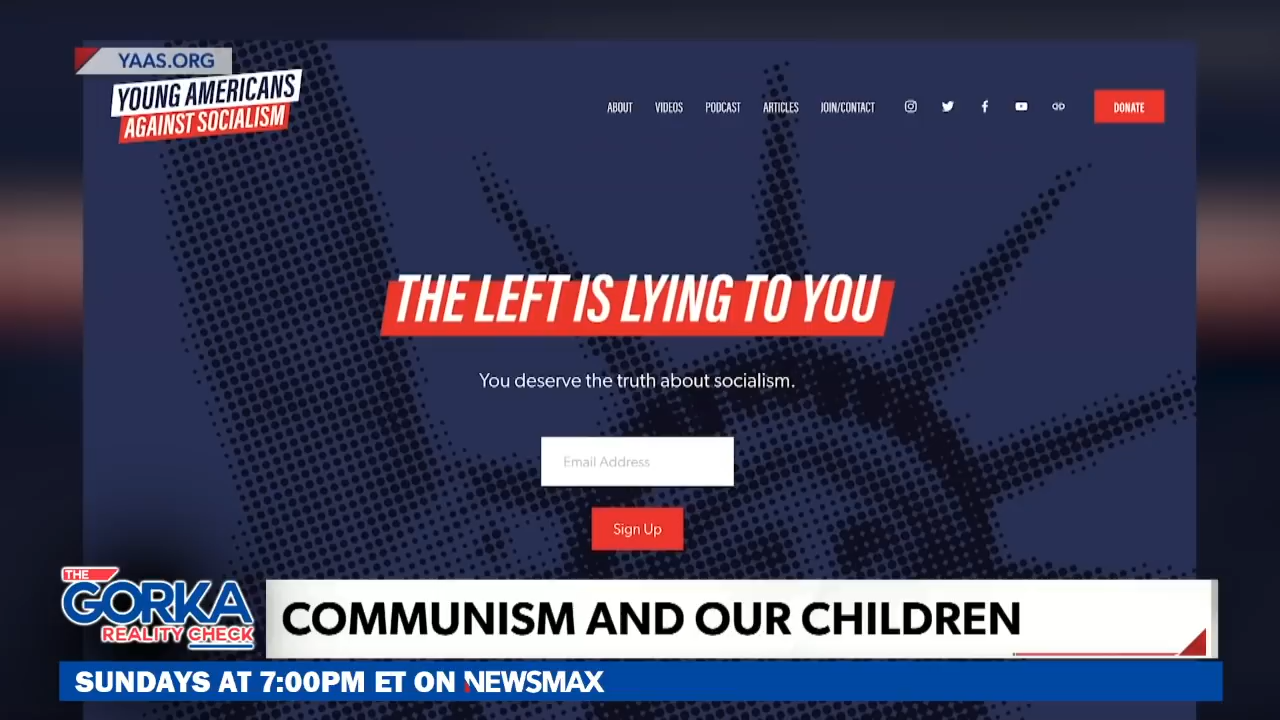 YAAS.ORG
YOUNG AMERICANS
AGAINST SOCIALISM
ABOUT VIDEOS PODCAST ARTICLES JOIN/CONTACT DONATE
THE LEFT IS LYING TO YOU
You deserve the truth about socialism.
Email Address
Sign Up
THE
GORKA
REALITY CHECK
COMMUNISM AND OUR CHILDREN
SUNDAYS AT 7:00PM ET ON NEWSMAX